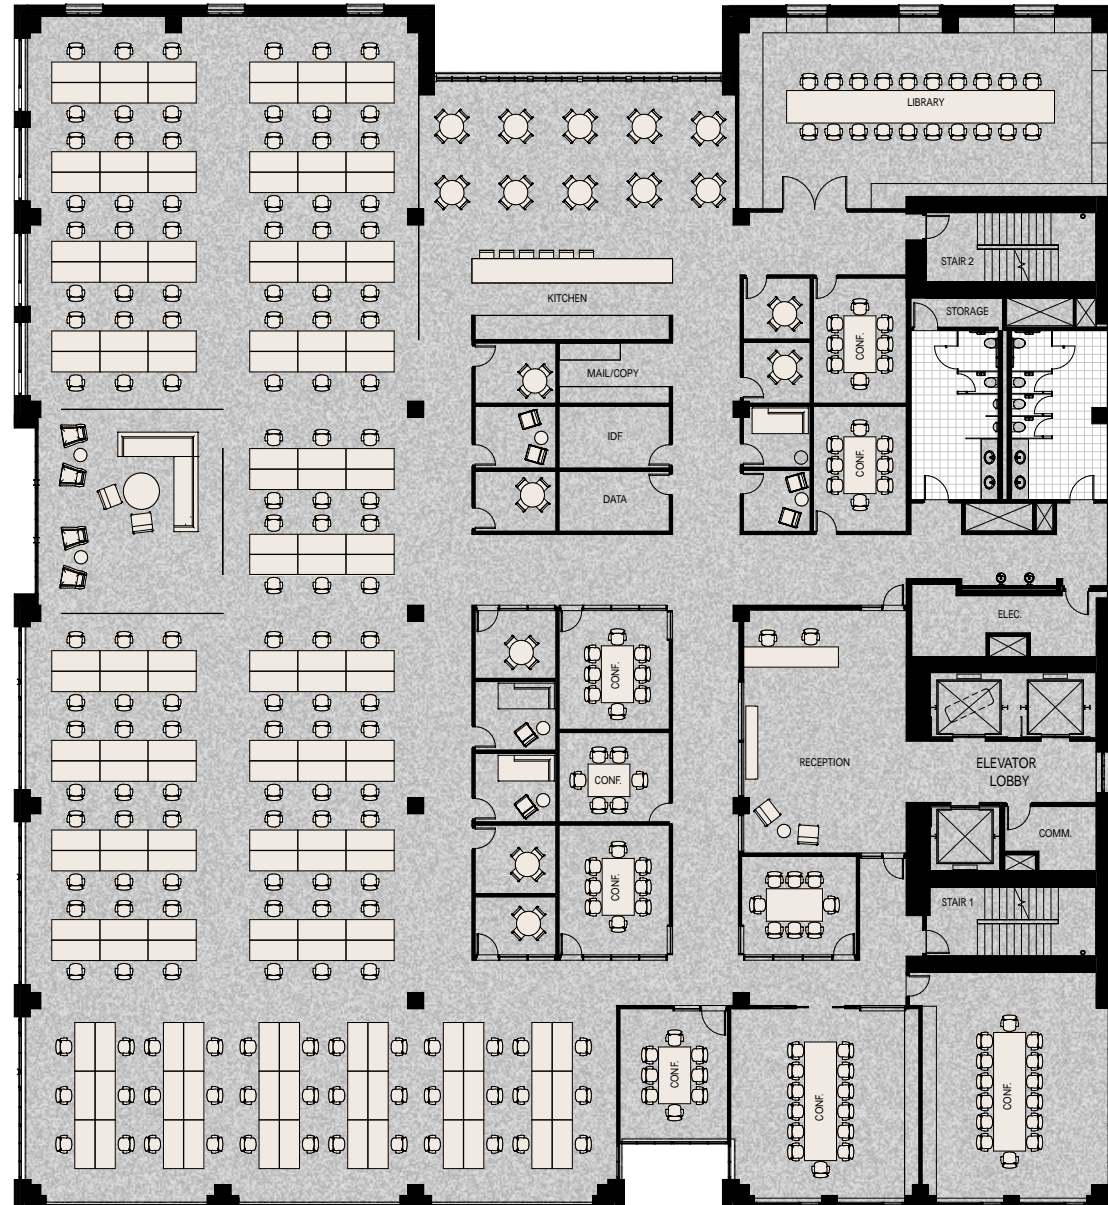 LIBRARY
STAIR 2
KITCHEN
STORAGE
CONF.
MAIL/COPY
IDF
CONF.
DATA
ELEC.
CONF.
RECEPTION
ELEVATOR
LOBBY
CONF.
COMM.
CONF.
STAIR 1
CONF.
CONF.
CONF.